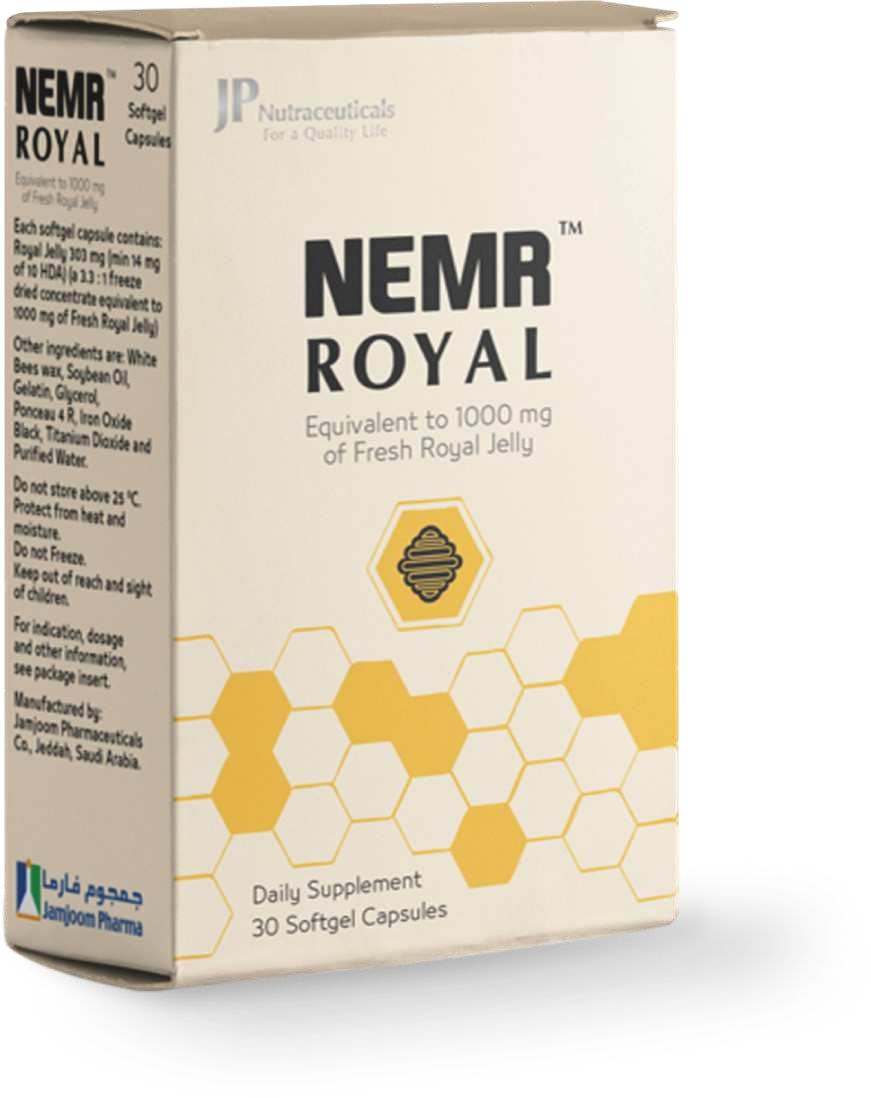 NEMR™
ROYAL
30
Softgel
Capsules
Equivalent to 1000 mg
of Fresh Royal Jelly
Each softgel capsule contains:
Royal Jelly 303 mg (min 14 mg
of 10 HDA) (a 3.3 : 1 freeze
dried concentrate equivalent to
1000 mg of Fresh Royal Jelly)
Other ingredients are: White
Bees wax, Soybean Oil,
Gelatin, Glycerol,
Ponceau 4 R, Iron Oxide
Black, Titanium Dioxide and
Purified Water.
Do not store above 25 °C.
Protect from heat and
moisture.
Do not Freeze.
Keep out of reach and sight
of children.
For indication, dosage
and other information,
see package insert.
Manufactured by:
Jamjoom Pharmaceuticals
Co., Jeddah, Saudi Arabia.
جمجوم فارما
Jamjoom Pharma
JP Nutraceuticals
For a Quality Life
NEMR™
ROYAL
Equivalent to 1000 mg
of Fresh Royal Jelly
Daily Supplement
30 Softgel Capsules